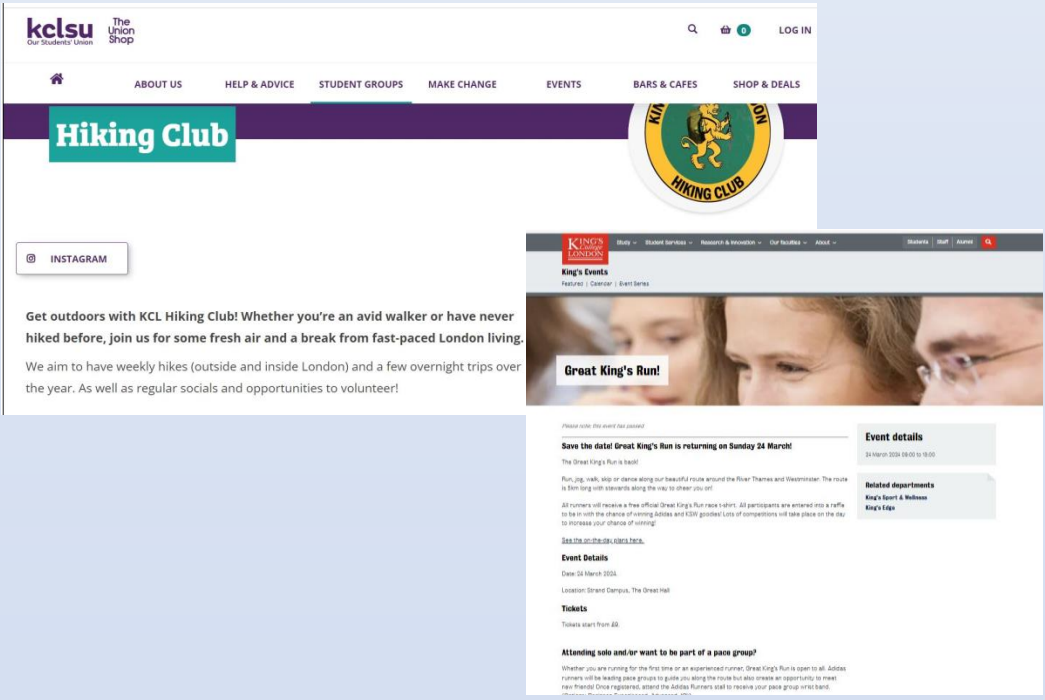 kclsu
Our Students' Union
The
Union
Shop
0
LOG IN
ABOUT US
HELP & ADVICE
STUDENT GROUPS
MAKE CHANGE
EVENTS
BARS & CAFES
SHOP & DEALS
Hiking Club
HIKING CLUB
INSTAGRAM
Get outdoors with KCL Hiking Club! Whether you're an avid walker or have never
hiked before, join us for some fresh air and a break from fast-paced London living.
We aim to have weekly hikes (outside and inside London) and a few overnight trips over
the year. As well as regular socials and opportunities to volunteer!
KING'S
College
LONDON
Study
Student Services
Research & Innovation
Our faculties
About
Students
Staff
Alumni
King's Events
Featured | Calendar | Event Series
Great King's Run!
Please note: this event has passed
Save the date! Great King's Run is returning on Sunday 24 March!
The Great King's Run is back!
Run, jog, walk, skip or dance along our beautiful route around the River Thames and Westminster. The route
is 5km long with stewards along the way to cheer you on!
All runners will receive a free official Great King's Run race t-shirt. All participants are entered into a raffle
to be in with the chance of winning Adidas and KSW goodies! Lots of competitions will take place on the day
to increase your chance of winning!
See the on-the-day plans here.
Event Details
Date: 24 March 2024.
Location: Strand Campus, The Great Hall
Tickets
Tickets start from
Attending solo and/or want to be part of a pace group?
Whether you are running for the first time or an experienced runner, Great King's Run is open to all. Adidas
runners will be leading pace groups to guide you along the route but also create an opportunity to meet
new friends! Once registered, attend the Adidas Runners stall to receive your pace group wrist band.
Event details
24 March 2024 09:00 to 15:00
Related departments
King's Sport & Wellness
King's Edge